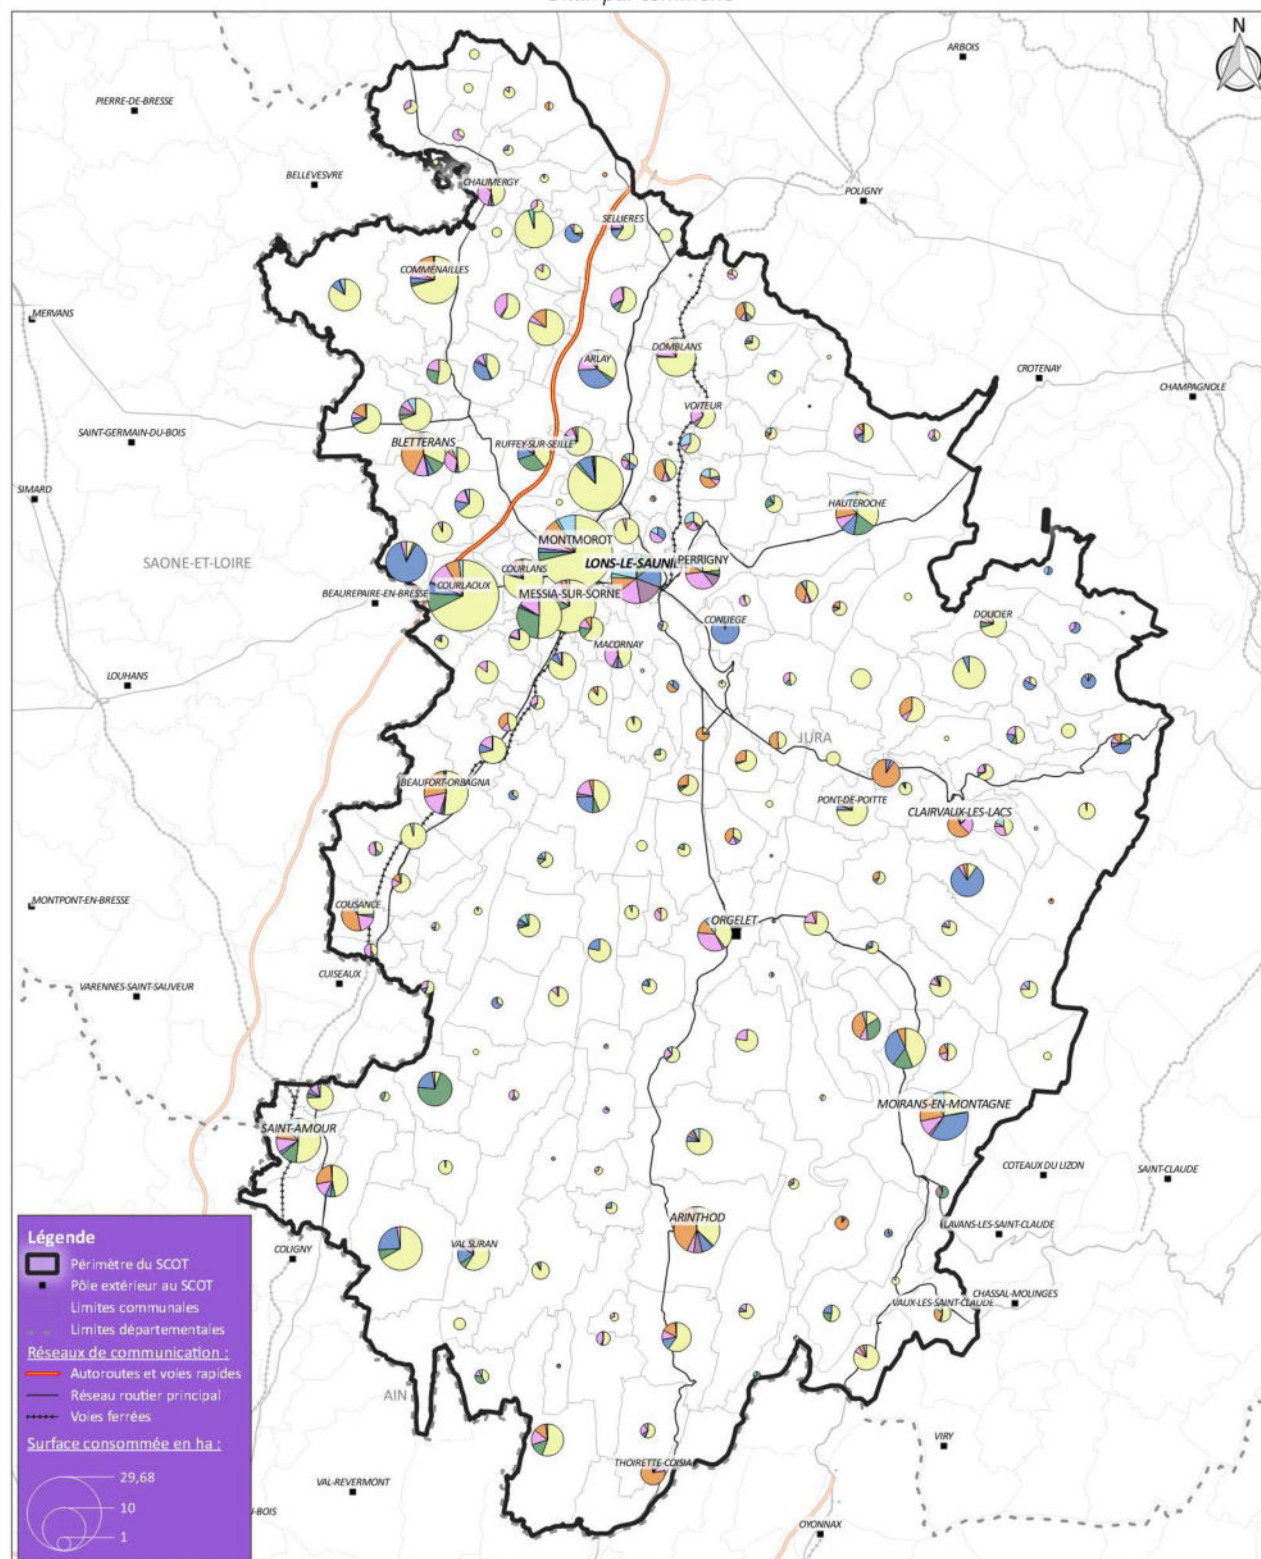 N
ARBOIS
PIERRE-DE-BRESSE
BELLEVESVRE
CHAUMERGY
POLIGNY
SELLIERES
COMMENAILLES
MERVANS
DOMBLANS
ARLAY
CROTENAY
CHAMPAGNOLE
VOITEUR
SAINT-GERMAIN-DU-BOIS
BLETTERANS
RUFFEY-SUR-SEILLE
SIMARD
HAUTEROCHE
MONTMOROT
SAONE-ET-LOIRE
LONS-LE-SAUNIE
PERRIGNY
COURLANS
COURLAOUX
BEAUREPAIRE-EN-BRESSE
MESSIA-SUR-SORNE
DOUCIER
CONLIEGE
MACORNAY
LOUHANS
JURA
BEAUFORT-ORBAGNA
PONT-DE-POITTE
CLAIRVAUX-LES-LACS
MONTPONT-EN-BRESSE
COUSANCE
ORGELET
CUISEAUX
VARENNES-SAINT-SAUVEUR
MOIRANS-EN-MONTAGNE
SAINT-AMOUR
COTEAUX DU LIZON
SAINT-CLAUDE
ARINTHOD
LAVANS-LES-SAINT-CLAUDE
VAL SURAN
COLIGNY
CHASSAL-MOLINGES
VAUX-LES-SAINT-CLAUDE
AIN
VIRY
THOIRETTE-COISIA
VAL-REVERMONT
-BOIS
OYONNAX
Légende
Périmètre du SCOT
Pôle extérieur au SCOT
Limites communales
Limites départementales
Réseaux de communication :
Autoroutes et voies rapides
Réseau routier principal
Voies ferrées
Surface consommée en ha :
29,68
10
1